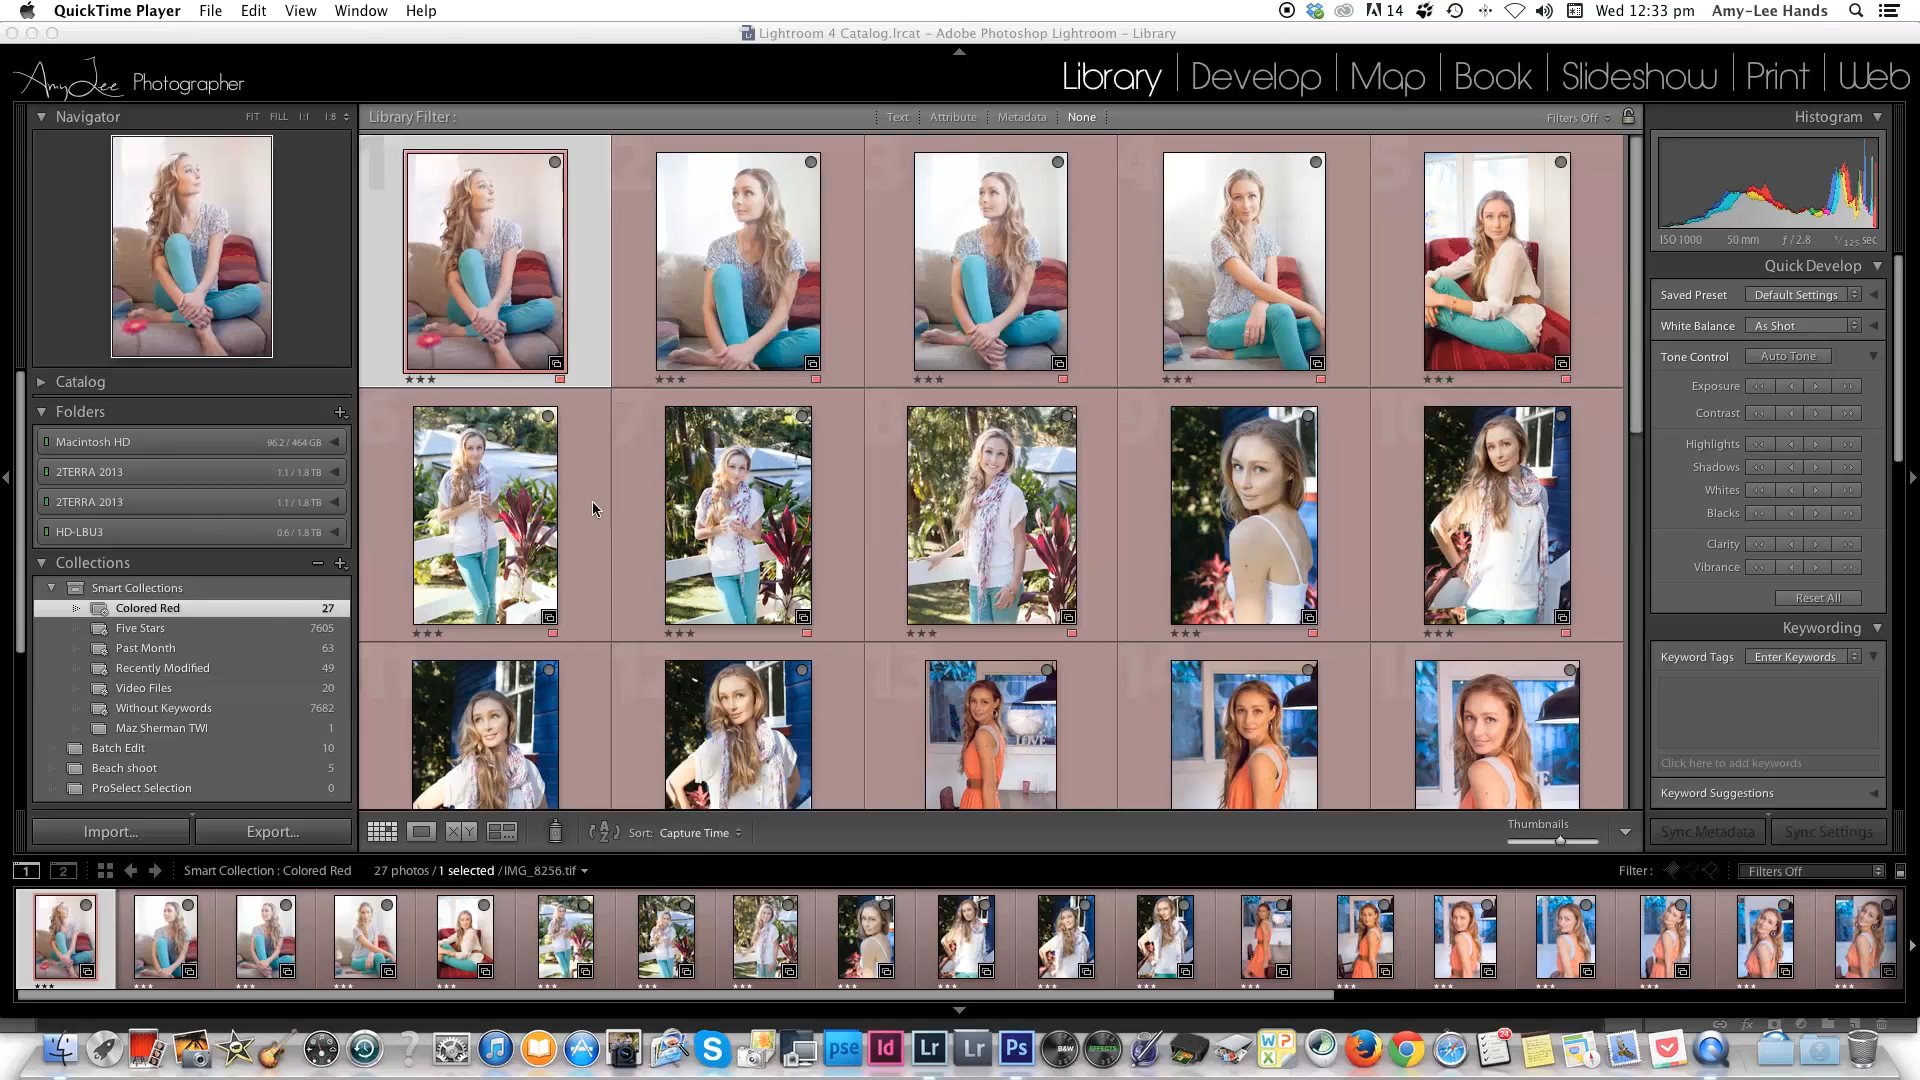 QuickTime Player File Edit View Window Help
14 Wed 12:33 pm Amy-Lee Hands
Lightroom 4 Catalog.lrcat – Adobe Photoshop Lightroom – Library
AmyLee Photographer
Library Develop Map Book Slideshow Print Web
Navigator FIT FILL 1:1 1:8
Library Filter : Text Attribute Metadata None Filters Off
Histogram
ISO 1000 50 mm ƒ / 2.8 1/125 sec
Quick Develop
Saved Preset Default Settings
White Balance As Shot
Tone Control Auto Tone
Exposure
Contrast
Highlights
Shadows
Whites
Blacks
Clarity
Vibrance
Reset All
Keywording
Keyword Tags Enter Keywords
Click here to add keywords
Keyword Suggestions
Sync Metadata Sync Settings
Catalog
Folders
Macintosh HD 96.2 / 464 GB
2TERRA 2013 1.1 / 1.8 TB
2TERRA 2013 1.1 / 1.8 TB
HD-LBU3 0.6 / 1.8 TB
Collections
Smart Collections
Colored Red 27
Five Stars 7605
Past Month 63
Recently Modified 49
Video Files 20
Without Keywords 7682
Maz Sherman TWI 1
Batch Edit 10
Beach shoot 5
ProSelect Selection 0
Import... Export...
Sort: Capture Time
Thumbnails
1 2 Smart Collection : Colored Red 27 photos / 1 selected / IMG_8256.tif
Filter : Filters Off
pse Id Lr Lr Ps B&W EFFECTS W P X 24